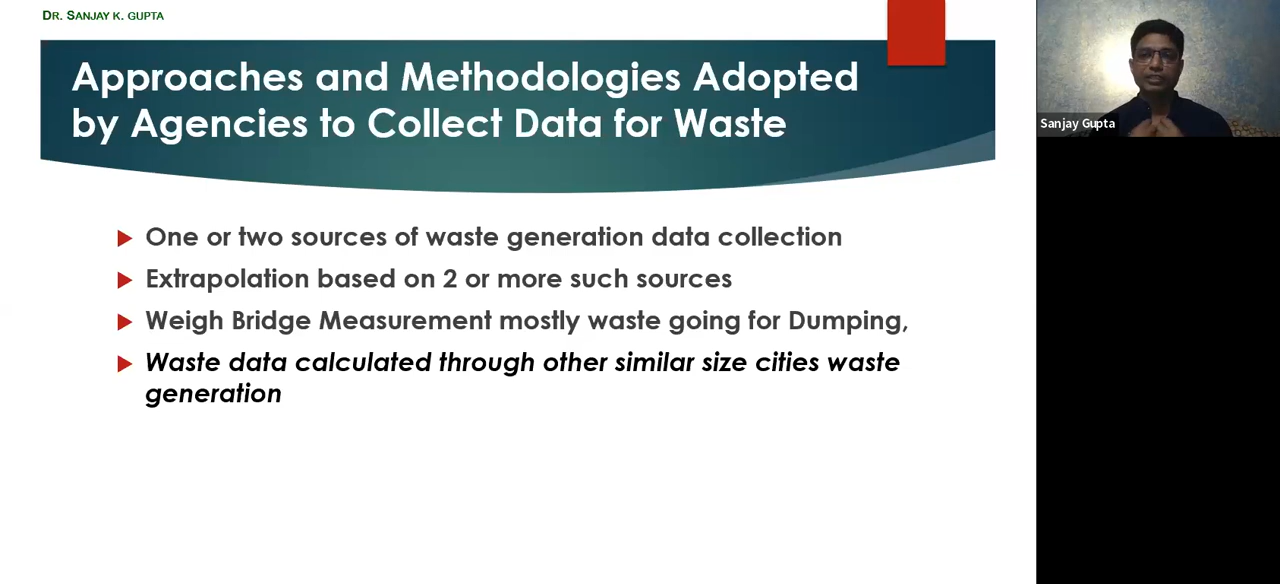 DR. SANJAY K. GUPTA
Approaches and Methodologies Adopted
by Agencies to Collect Data for Waste
Sanjay Gupta
One or two sources of waste generation data collection
Extrapolation based on 2 or more such sources
Weigh Bridge Measurement mostly waste going for Dumping,
Waste data calculated through other similar size cities waste
generation